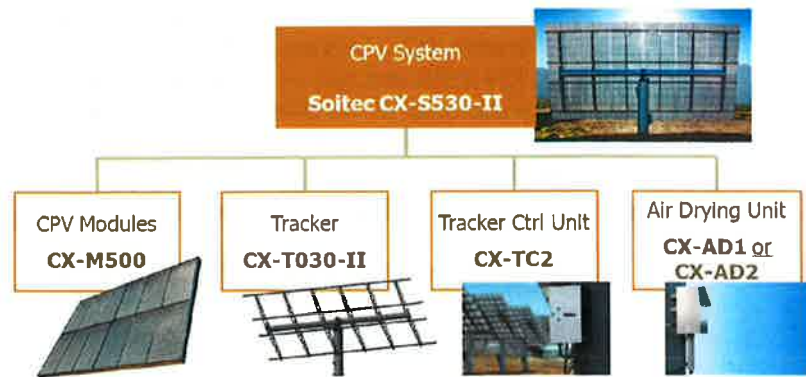 CPV System
Soitec CX-S530-II
CPV Modules
CX-M500
Tracker
CX-T030-II
Tracker Ctrl Unit
CX-TC2
Air Drying Unit
CX-AD1 or
CX-AD2